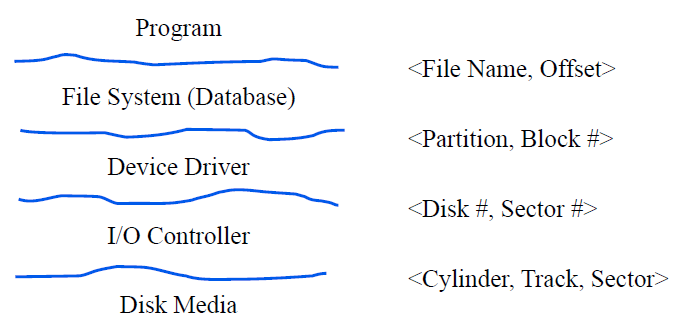 Program
<File Name, Offset>
File System (Database)
<Partition, Block #>
Device Driver
<Disk #, Sector #>
I/O Controller
<Cylinder, Track, Sector>
Disk Media